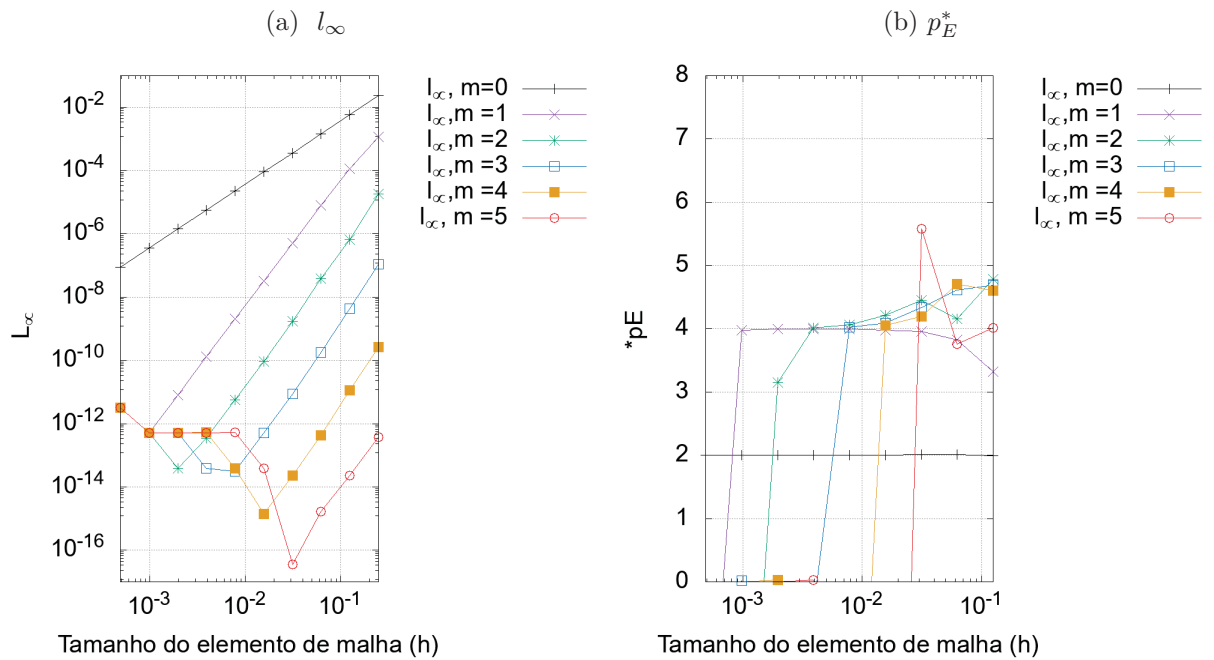 (a) l∞
l∞, m=0
l∞,m =1
l∞,m =2
l∞,m =3
l∞,m =4
l∞, m =5
10⁻²
10⁻⁴
10⁻⁶
10⁻⁸
10⁻¹⁰
10⁻¹²
10⁻¹⁴
10⁻¹⁶
L∞
10⁻³ 10⁻² 10⁻¹
Tamanho do elemento de malha (h)
(b) p*E
l∞, m=0
l∞,m =1
l∞,m =2
l∞,m =3
l∞,m =4
l∞, m =5
8
7
6
5
4
3
2
1
0
*pE
10⁻³ 10⁻² 10⁻¹
Tamanho do elemento de malha (h)